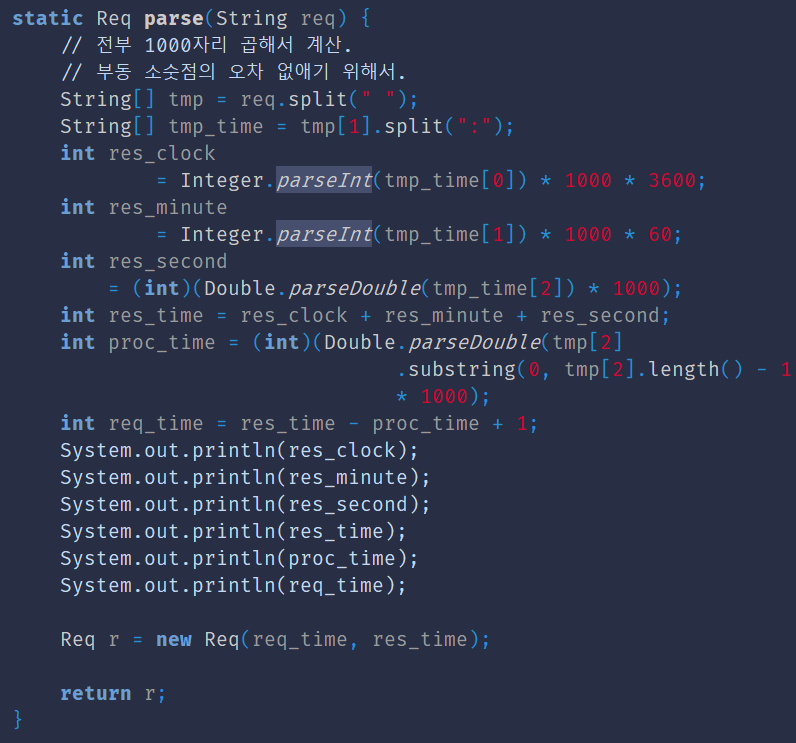 static Req parse(String req) {
// 전부 1000자리 곱해서 계산.
// 부동 소숫점의 오차 없애기 위해서.
String[] tmp = req.split(" ");
String[] tmp_time = tmp[1].split(":");
int res_clock
= Integer.parseInt(tmp_time[0]) * 1000 * 3600;
int res_minute
= Integer.parseInt(tmp_time[1]) * 1000 * 60;
int res_second
= (int)(Double.parseDouble(tmp_time[2]) * 1000);
int res_time = res_clock + res_minute + res_second;
int proc_time = (int)(Double.parseDouble(tmp[2]
.substring(0, tmp[2].length() - 1
* 1000);
int req_time = res_time - proc_time + 1;
System.out.println(res_clock);
System.out.println(res_minute);
System.out.println(res_second);
System.out.println(res_time);
System.out.println(proc_time);
System.out.println(req_time);
Req r = new Req(req_time, res_time);
return r;
}